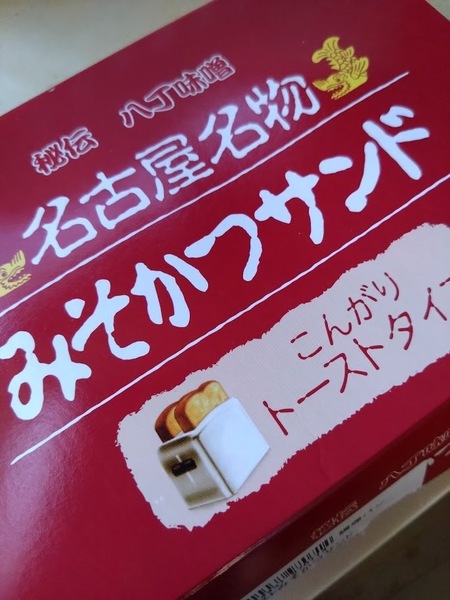 秘伝 八丁味噌
名古屋名物
みそかつサンド
こんがり
トーストタイプ